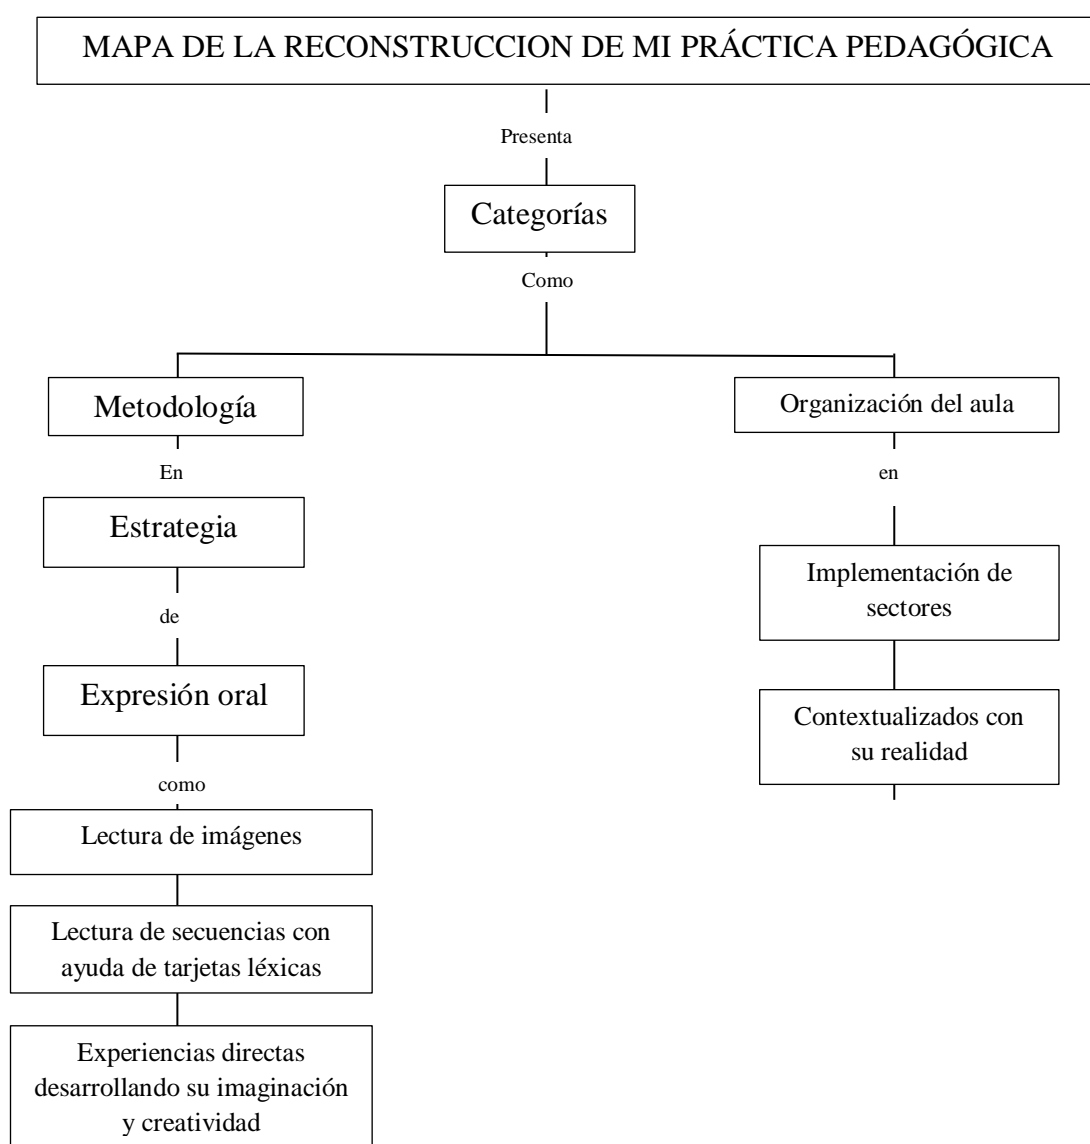 MAPA DE LA RECONSTRUCCION DE MI PRÁCTICA PEDAGÓGICA
Presenta
Categorías
Como
Metodología
En
Estrategia
de
Expresión oral
como
Lectura de imágenes
Lectura de secuencias con
ayuda de tarjetas léxicas
Experiencias directas
desarrollando su imaginación
y creatividad
Organización del aula
en
Implementación de
sectores
Contextualizados con
su realidad